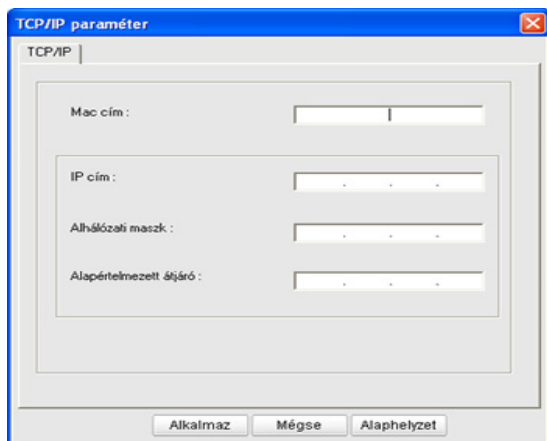 TCP/IP paraméter
TCP/IP
Mac cím :
IP cím :
. . .
Alhálózati maszk :
. . .
Alapértelmezett átjáró :
. . .
Alkalmaz Mégse Alaphelyzet